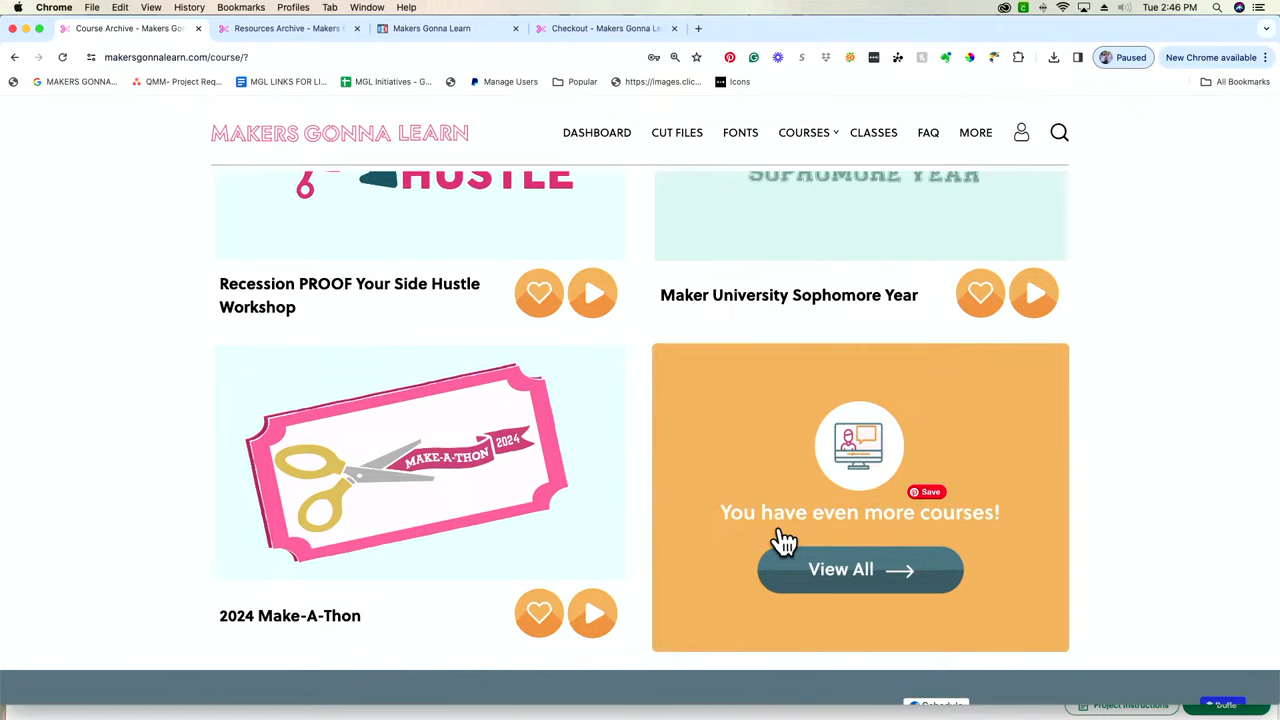 Chrome File Edit View History Bookmarks Profiles Tab Window Help
Tue 2:46 PM
Course Archive - Makers Go
Resources Archive - Makers
Makers Gonna Learn
Checkout - Makers Gonna Le
makersgonnalearn.com/course/?
Paused
New Chrome available
MAKERS GONNA...
QMM- Project Req...
MGL LINKS FOR LI...
MGL Initiatives - G...
Manage Users
Popular
https://images.clic...
Icons
All Bookmarks
MAKERS GONNA LEARN
DASHBOARD CUT FILES FONTS COURSES CLASSES FAQ MORE
HUSTLE
SOPHOMORE YEAR
Recession PROOF Your Side Hustle
Workshop
Maker University Sophomore Year
MAKE-A-THON 2024
Save
You have even more courses!
View All
2024 Make-A-Thon
Schedule
Project Instructions